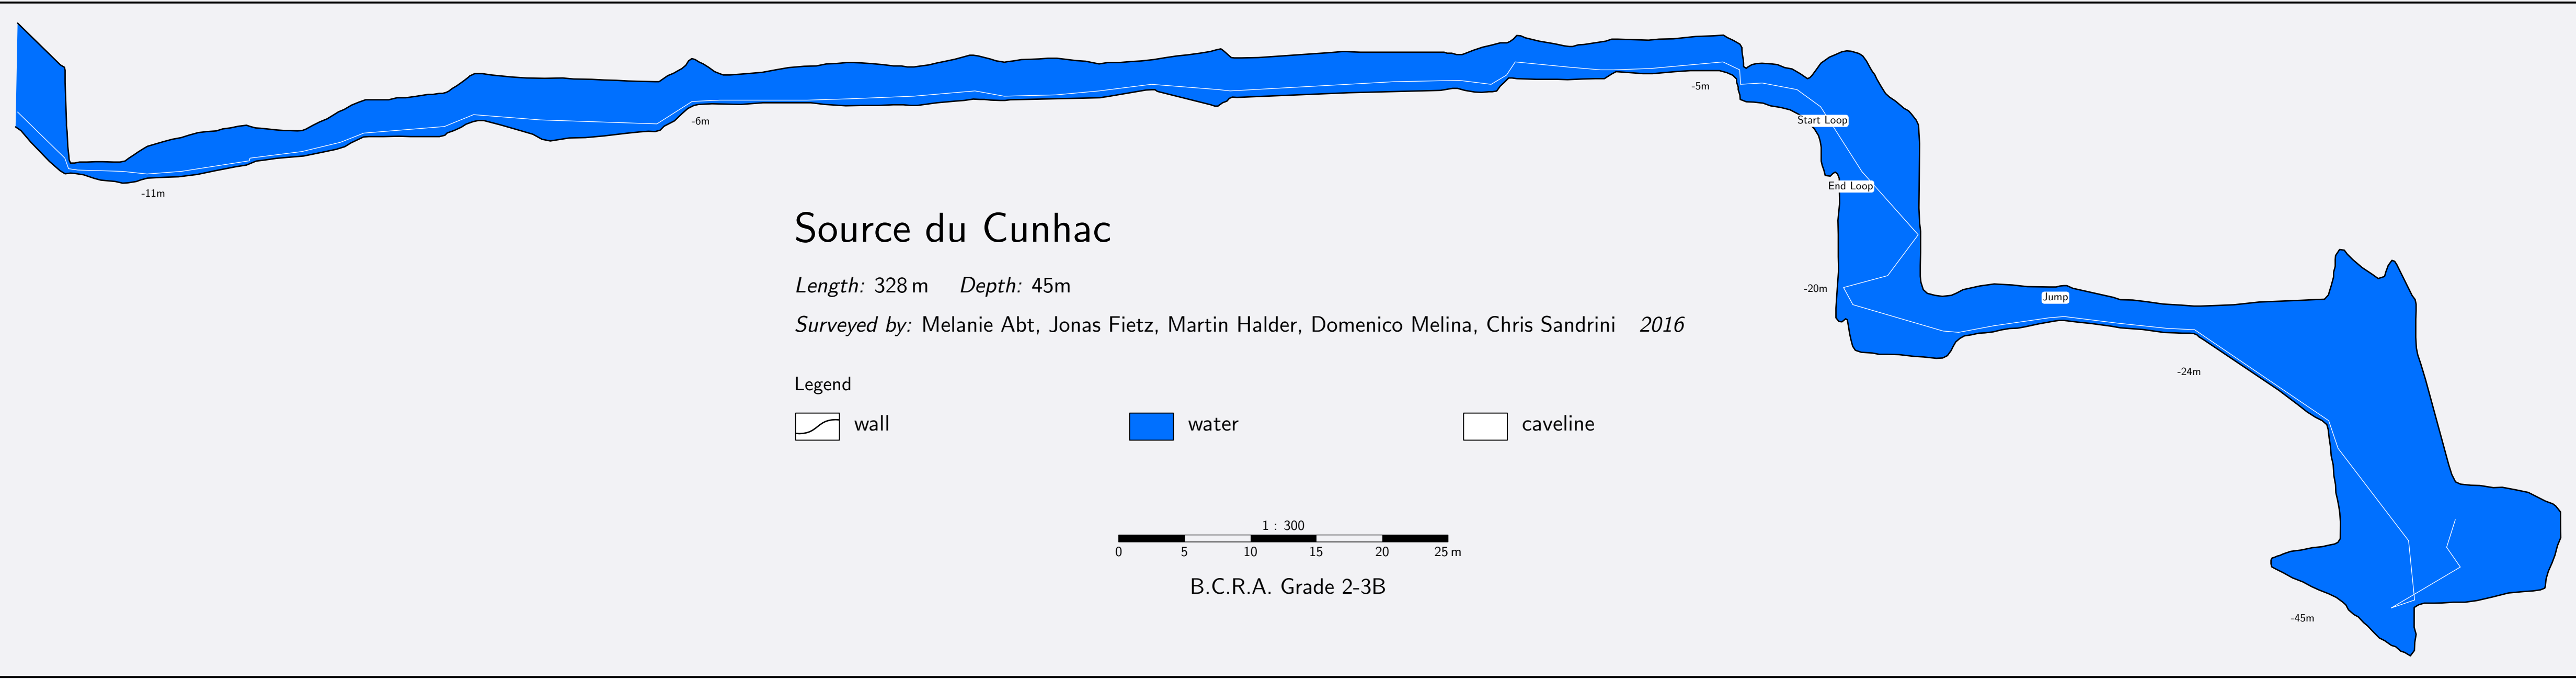 -5m
Start Loop
-6m
End Loop
-11m
Source du Cunhac
Length: 328 m Depth: 45m
-20m
Jump
Surveyed by: Melanie Abt, Jonas Fietz, Martin Halder, Domenico Melina, Chris Sandrini 2016
-24m
Legend
wall water caveline
1 : 300
0 5 10 15 20 25 m
B.C.R.A. Grade 2-3B
-45m